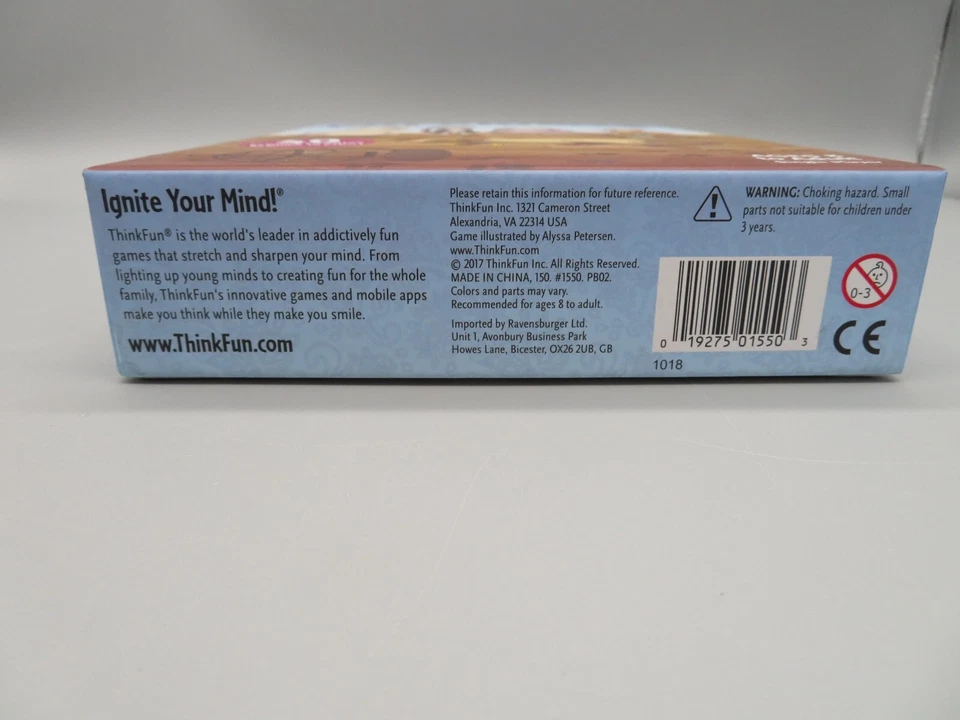 Ignite Your Mind!®
ThinkFun® is the world's leader in addictively fun
games that stretch and sharpen your mind. From
lighting up young minds to creating fun for the whole
family, ThinkFun's innovative games and mobile apps
make you think while they make you smile.
www.ThinkFun.com
Please retain this information for future reference.
ThinkFun Inc. 1321 Cameron Street
Alexandria, VA 22314 USA
Game illustrated by Alyssa Petersen.
www.ThinkFun.com
© 2017 ThinkFun Inc. All Rights Reserved.
MADE IN CHINA, 150. #1550. PB02.
Colors and parts may vary.
Recommended for ages 8 to adult.
Imported by Ravensburger Ltd.
Unit 1, Avonbury Business Park
Howes Lane, Bicester, OX26 2UB, GB
WARNING: Choking hazard. Small
parts not suitable for children under
3 years.
0 19275 01550 3
1018
0-3
CE